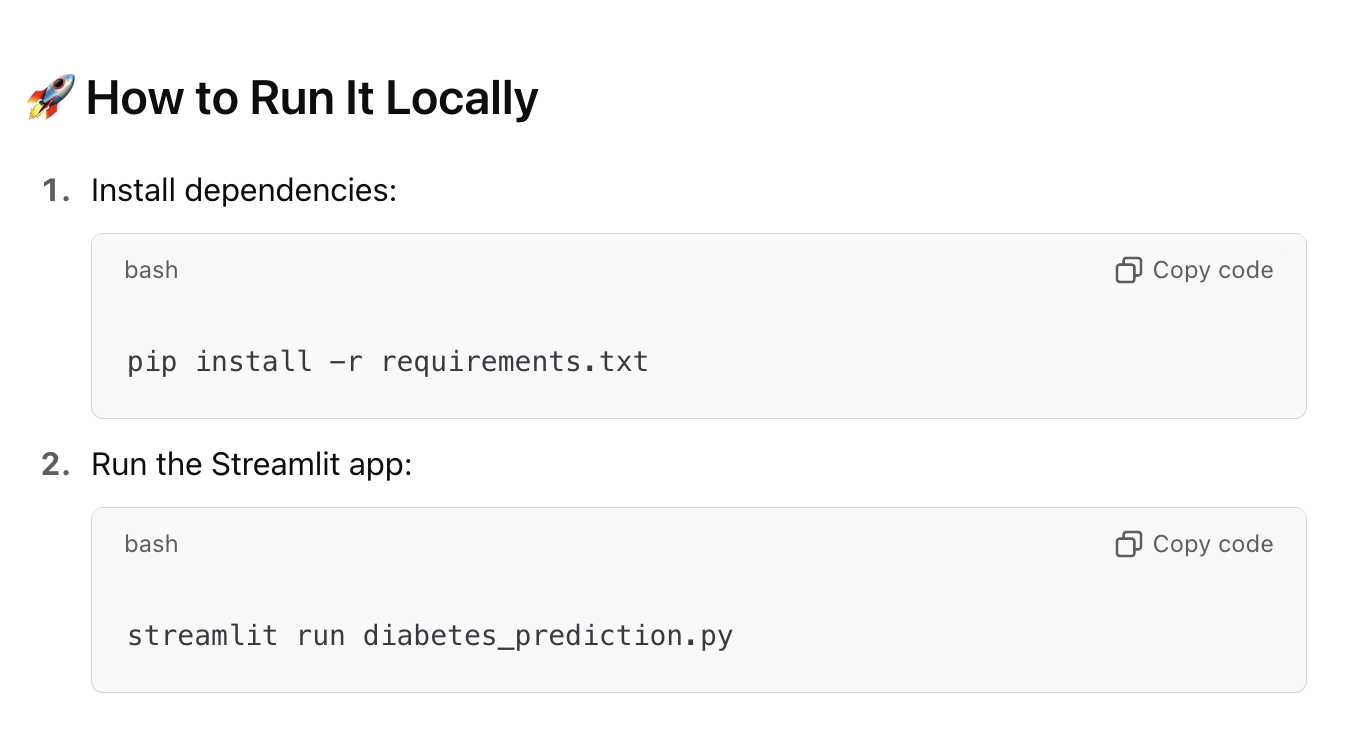 🚀 How to Run It Locally
1. Install dependencies:
bash Copy code
pip install -r requirements.txt
2. Run the Streamlit app:
bash Copy code
streamlit run diabetes_prediction.py